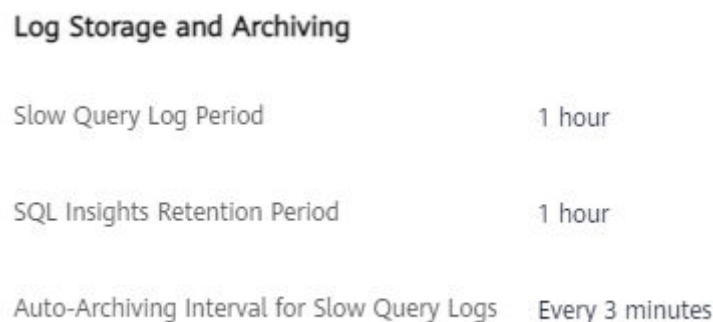 Log Storage and Archiving
Slow Query Log Period 1 hour
SQL Insights Retention Period 1 hour
Auto-Archiving Interval for Slow Query Logs Every 3 minutes